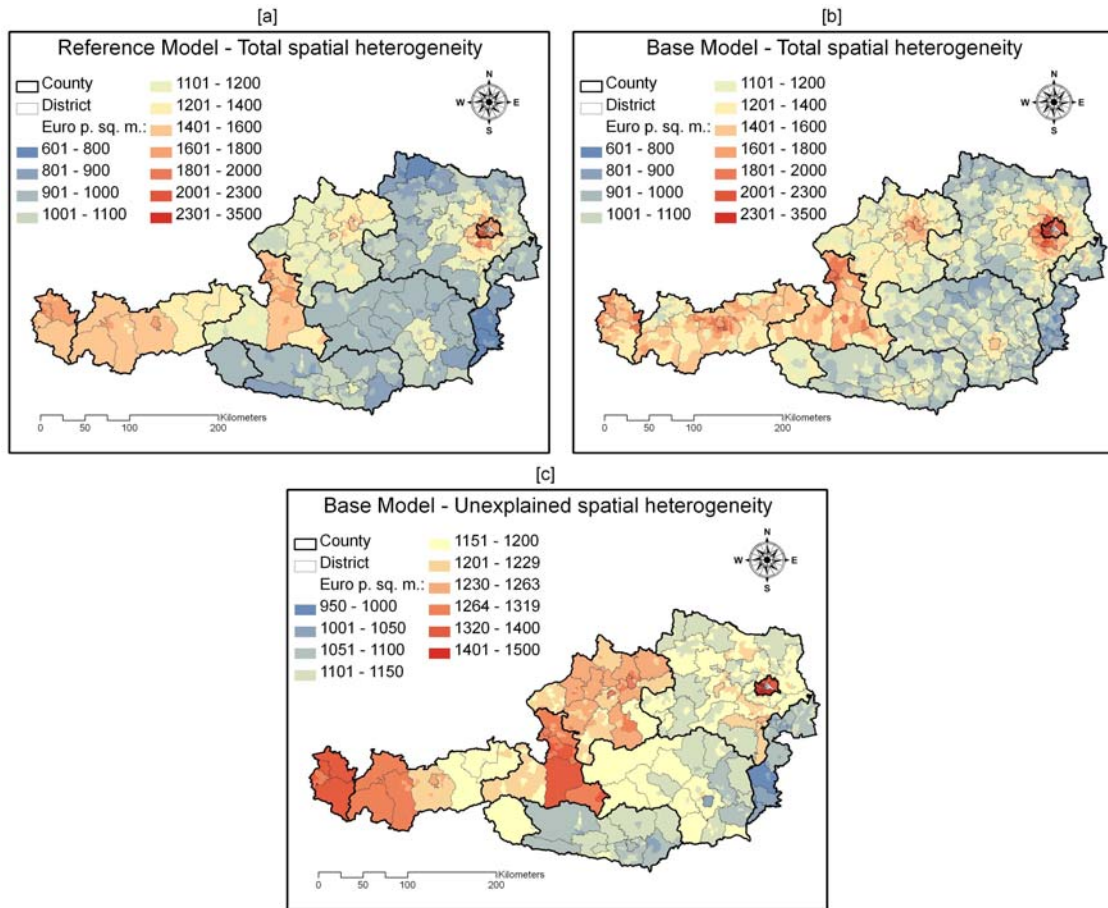 [a]
Reference Model - Total spatial heterogeneity
County
District
Euro p. sq. m.:
601 - 800
801 - 900
901 - 1000
1001 - 1100
1101 - 1200
1201 - 1400
1401 - 1600
1601 - 1800
1801 - 2000
2001 - 2300
2301 - 3500
N
W E
S
Kilometers
0 50 100 200
[b]
Base Model - Total spatial heterogeneity
County
District
Euro p. sq. m.:
601 - 800
801 - 900
901 - 1000
1001 - 1100
1101 - 1200
1201 - 1400
1401 - 1600
1601 - 1800
1801 - 2000
2001 - 2300
2301 - 3500
N
W E
S
Kilometers
0 50 100 200
[c]
Base Model - Unexplained spatial heterogeneity
County
District
Euro p. sq. m.:
950 - 1000
1001 - 1050
1051 - 1100
1101 - 1150
1151 - 1200
1201 - 1229
1230 - 1263
1264 - 1319
1320 - 1400
1401 - 1500
N
W E
S
Kilometers
0 50 100 200